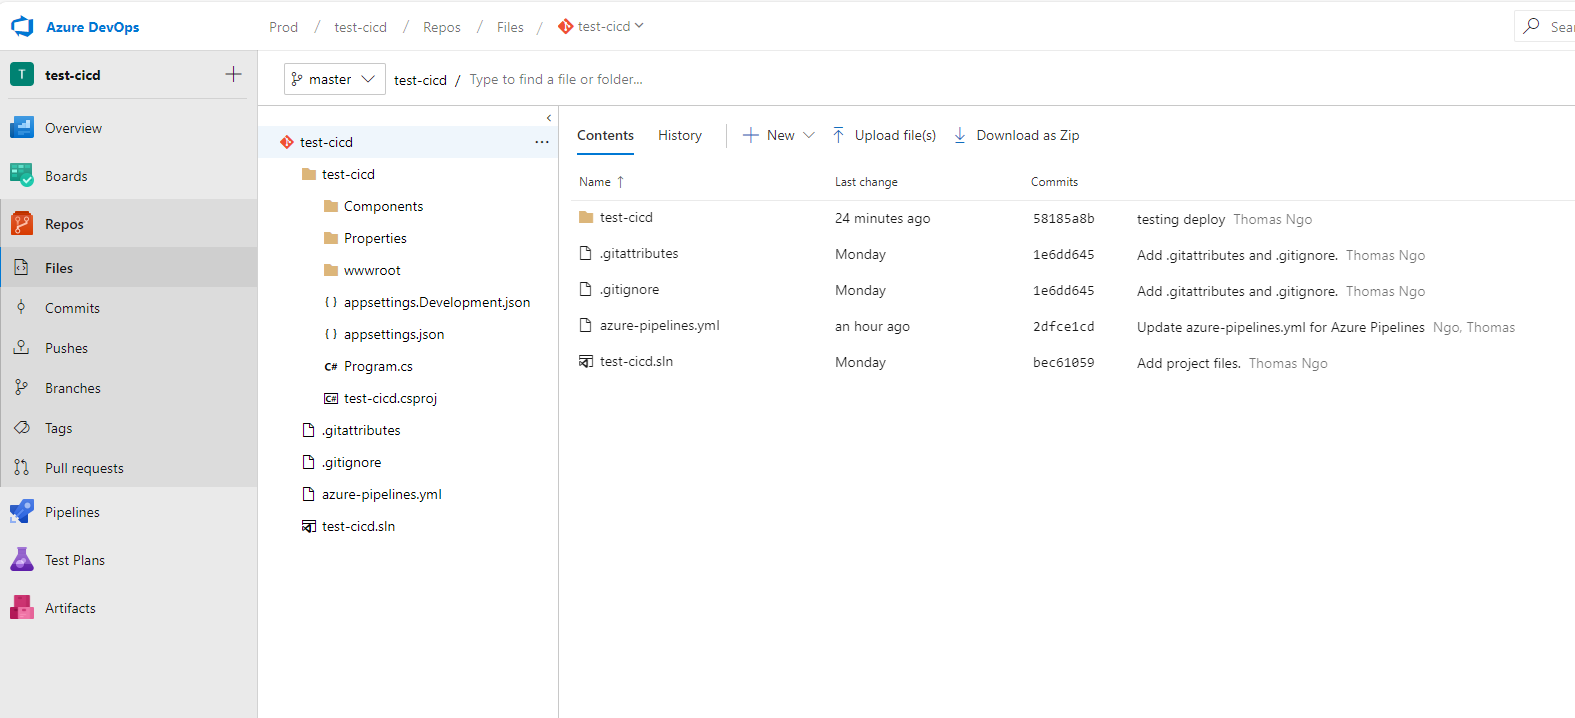 Azure DevOps
Prod / test-cicd / Repos / Files / test-cicd
T test-cicd
Overview
Boards
Repos
Files
Commits
Pushes
Branches
Tags
Pull requests
Pipelines
Test Plans
Artifacts
master test-cicd / Type to find a file or folder...
test-cicd ...
test-cicd
Components
Properties
wwwroot
{ } appsettings.Development.json
{ } appsettings.json
C# Program.cs
C# test-cicd.csproj
.gitattributes
.gitignore
azure-pipelines.yml
test-cicd.sln
Contents History New Upload file(s) Download as Zip
Name ↑ Last change Commits
test-cicd 24 minutes ago 58185a8b testing deploy Thomas Ngo
.gitattributes Monday 1e6dd645 Add .gitattributes and .gitignore. Thomas Ngo
.gitignore Monday 1e6dd645 Add .gitattributes and .gitignore. Thomas Ngo
azure-pipelines.yml an hour ago 2dfce1cd Update azure-pipelines.yml for Azure Pipelines Ngo, Thomas
test-cicd.sln Monday bec61059 Add project files. Thomas Ngo